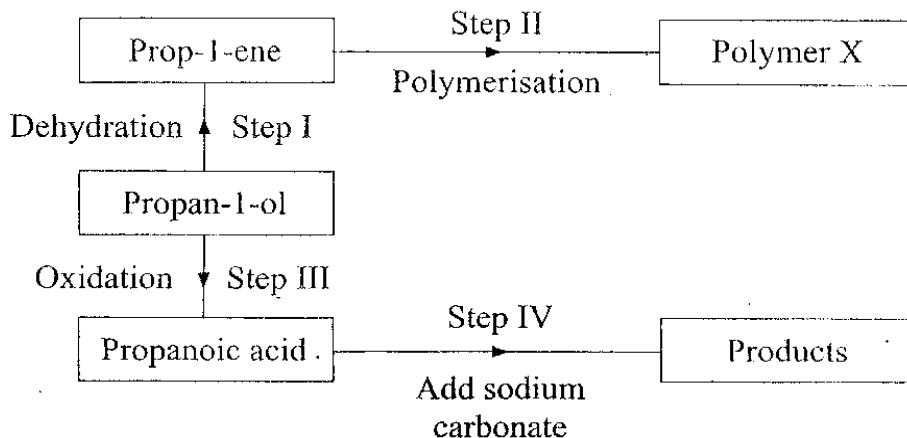 Prop-1-ene
Step II
Polymerisation
Polymer X
Dehydration
Step I
Propan-1-ol
Oxidation
Step III
Propanoic acid
Step IV
Add sodium
carbonate
Products